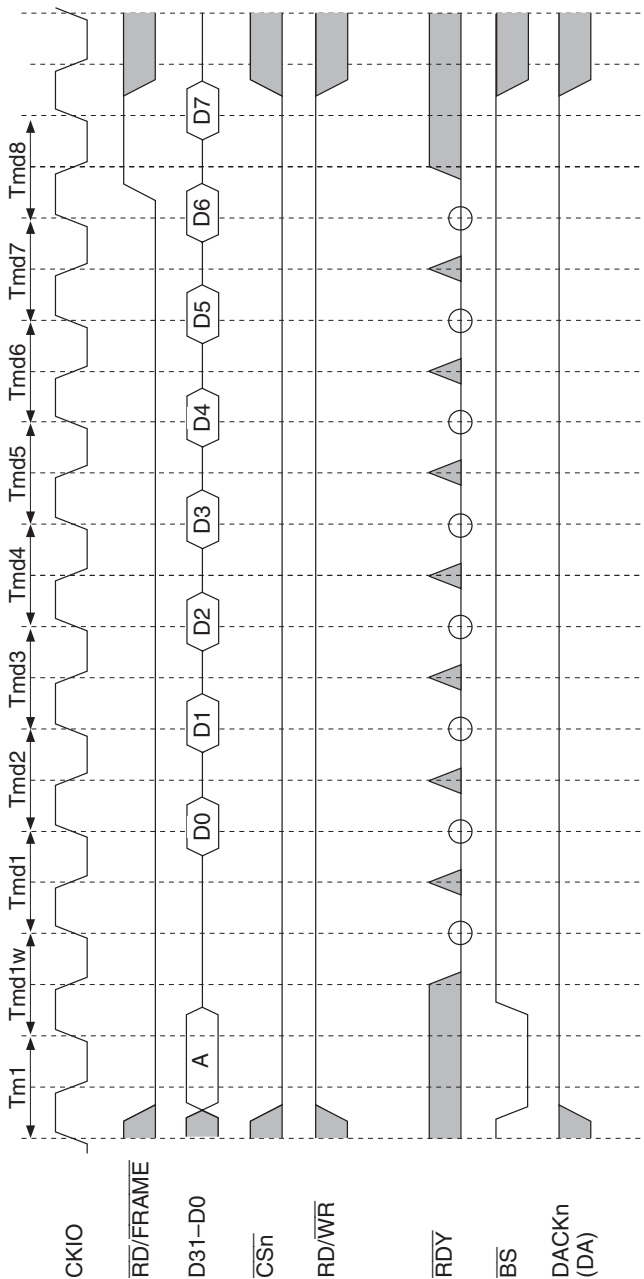 Tm1 Tmd1w Tmd1 Tmd2 Tmd3 Tmd4 Tmd5 Tmd6 Tmd7 Tmd8
CKIO
RD/FRAME
D31–D0 A D0 D1 D2 D3 D4 D5 D6 D7
CSn
RD/WR
RDY
BS
DACKn
(DA)